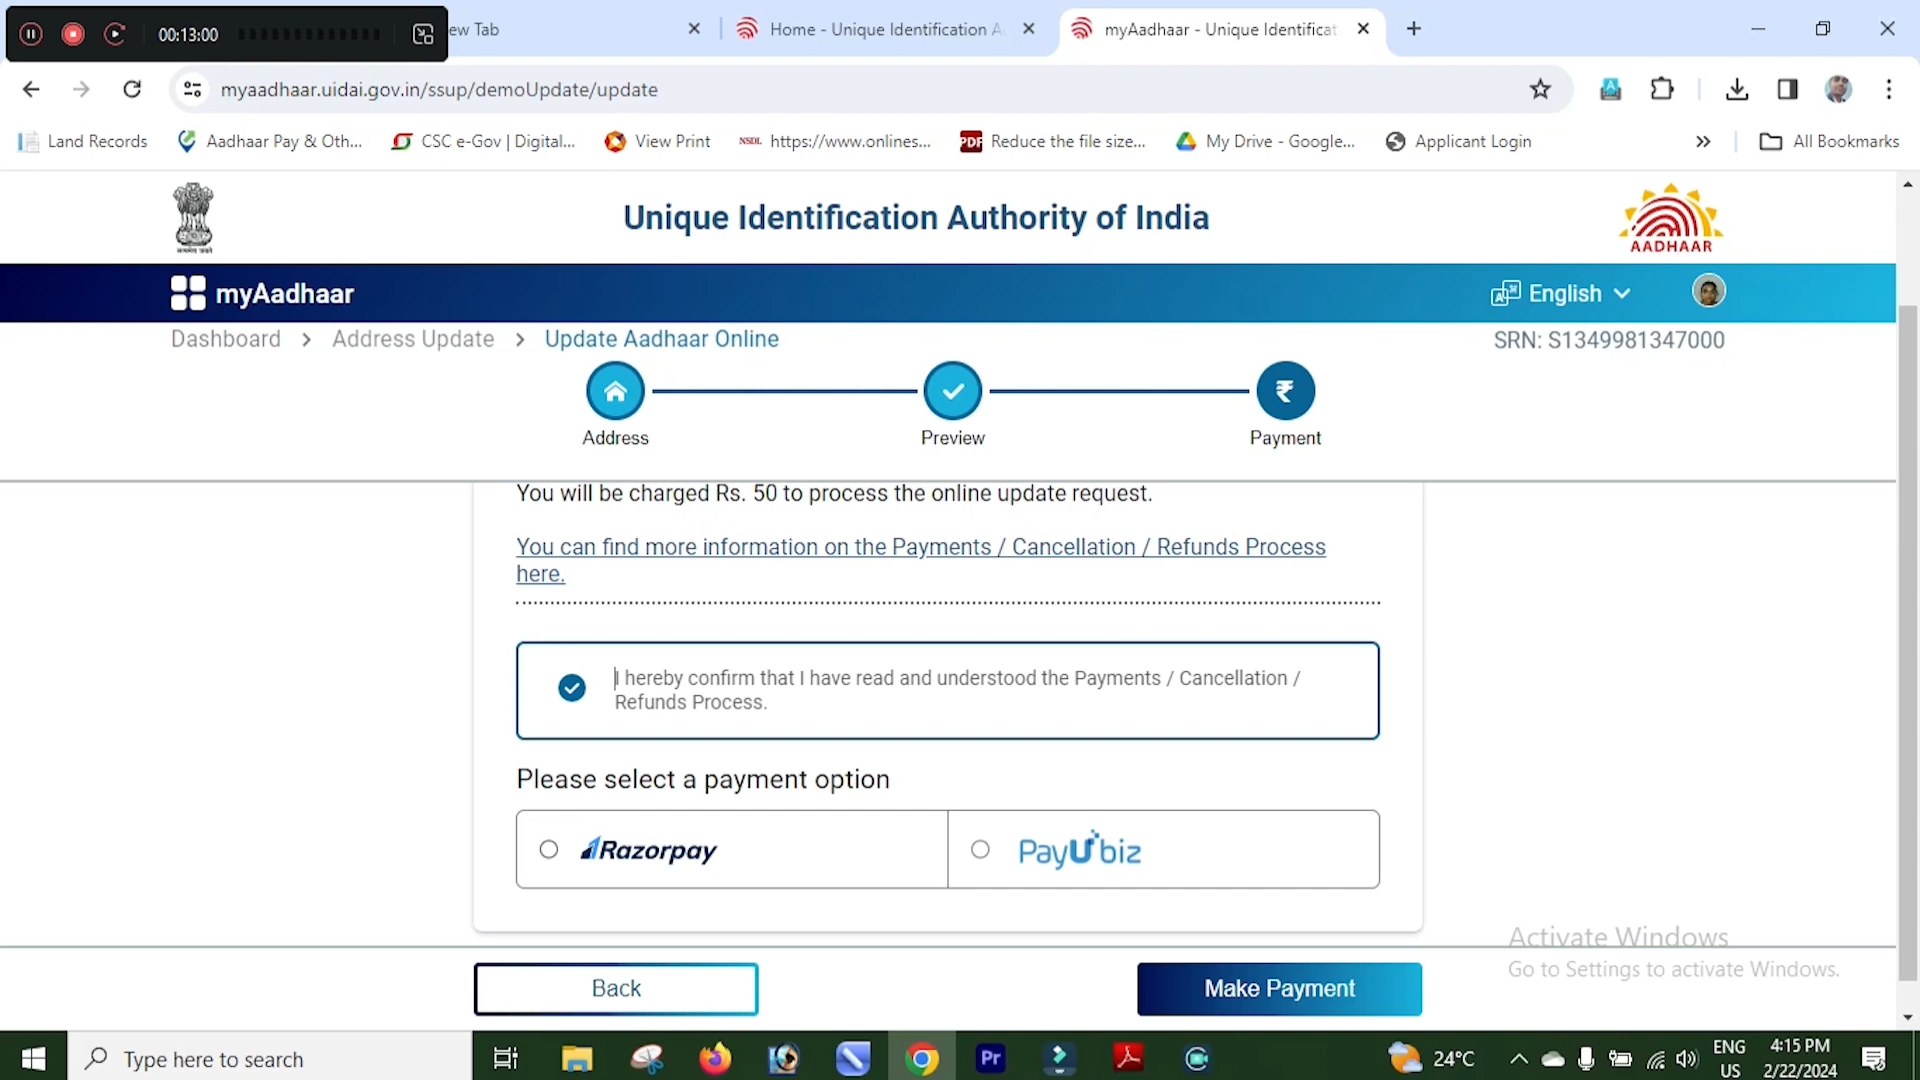 00:13:00
ew Tab
Home - Unique Identification A
myAadhaar - Unique Identificat
myaadhaar.uidai.gov.in/ssup/demoUpdate/update
Land Records
Aadhaar Pay & Oth...
CSC e-Gov | Digital...
View Print
NSDL https://www.onlines...
PDF Reduce the file size...
My Drive - Google...
Applicant Login
All Bookmarks
Unique Identification Authority of India
AADHAAR
myAadhaar
English
Dashboard > Address Update > Update Aadhaar Online
SRN: S1349981347000
Address
Preview
Payment
You will be charged Rs. 50 to process the online update request.
You can find more information on the Payments / Cancellation / Refunds Process
here.
I hereby confirm that I have read and understood the Payments / Cancellation /
Refunds Process.
Please select a payment option
Razorpay
PayUbiz
Activate Windows
Go to Settings to activate Windows.
Back
Make Payment
Type here to search
Pr
24°C
ENG
US
4:15 PM
2/22/2024